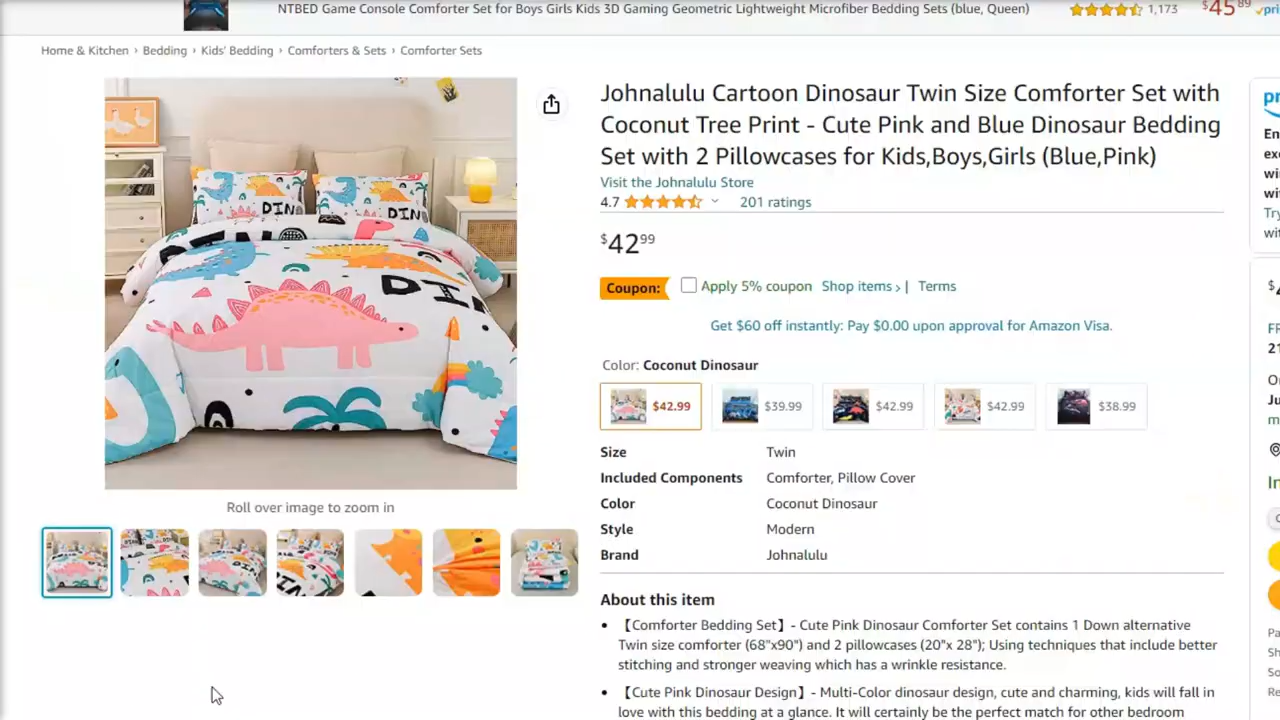 NTBED Game Console Comforter Set for Boys Girls Kids 3D Gaming Geometric Lightweight Microfiber Bedding Sets (blue, Queen)
1,173
$45 89
Home & Kitchen › Bedding › Kids' Bedding › Comforters & Sets › Comforter Sets
Johnalulu Cartoon Dinosaur Twin Size Comforter Set with
Coconut Tree Print - Cute Pink and Blue Dinosaur Bedding
Set with 2 Pillowcases for Kids,Boys,Girls (Blue,Pink)
Visit the Johnalulu Store
4.7
201 ratings
$42 99
Coupon:
Apply 5% coupon Shop items › | Terms
Get $60 off instantly: Pay $0.00 upon approval for Amazon Visa.
Color: Coconut Dinosaur
$42.99
$39.99
$42.99
$42.99
$38.99
Size Twin
Included Components Comforter, Pillow Cover
Color Coconut Dinosaur
Style Modern
Brand Johnalulu
About this item
• 【Comforter Bedding Set】- Cute Pink Dinosaur Comforter Set contains 1 Down alternative
Twin size comforter (68"x90") and 2 pillowcases (20"x 28"); Using techniques that include better
stitching and stronger weaving which has a wrinkle resistance.
• 【Cute Pink Dinosaur Design】- Multi-Color dinosaur design, cute and charming, kids will fall in
love with this bedding at a glance. It will certainly be the perfect match for other bedroom
DIN
DIN
DIN
Roll over image to zoom in